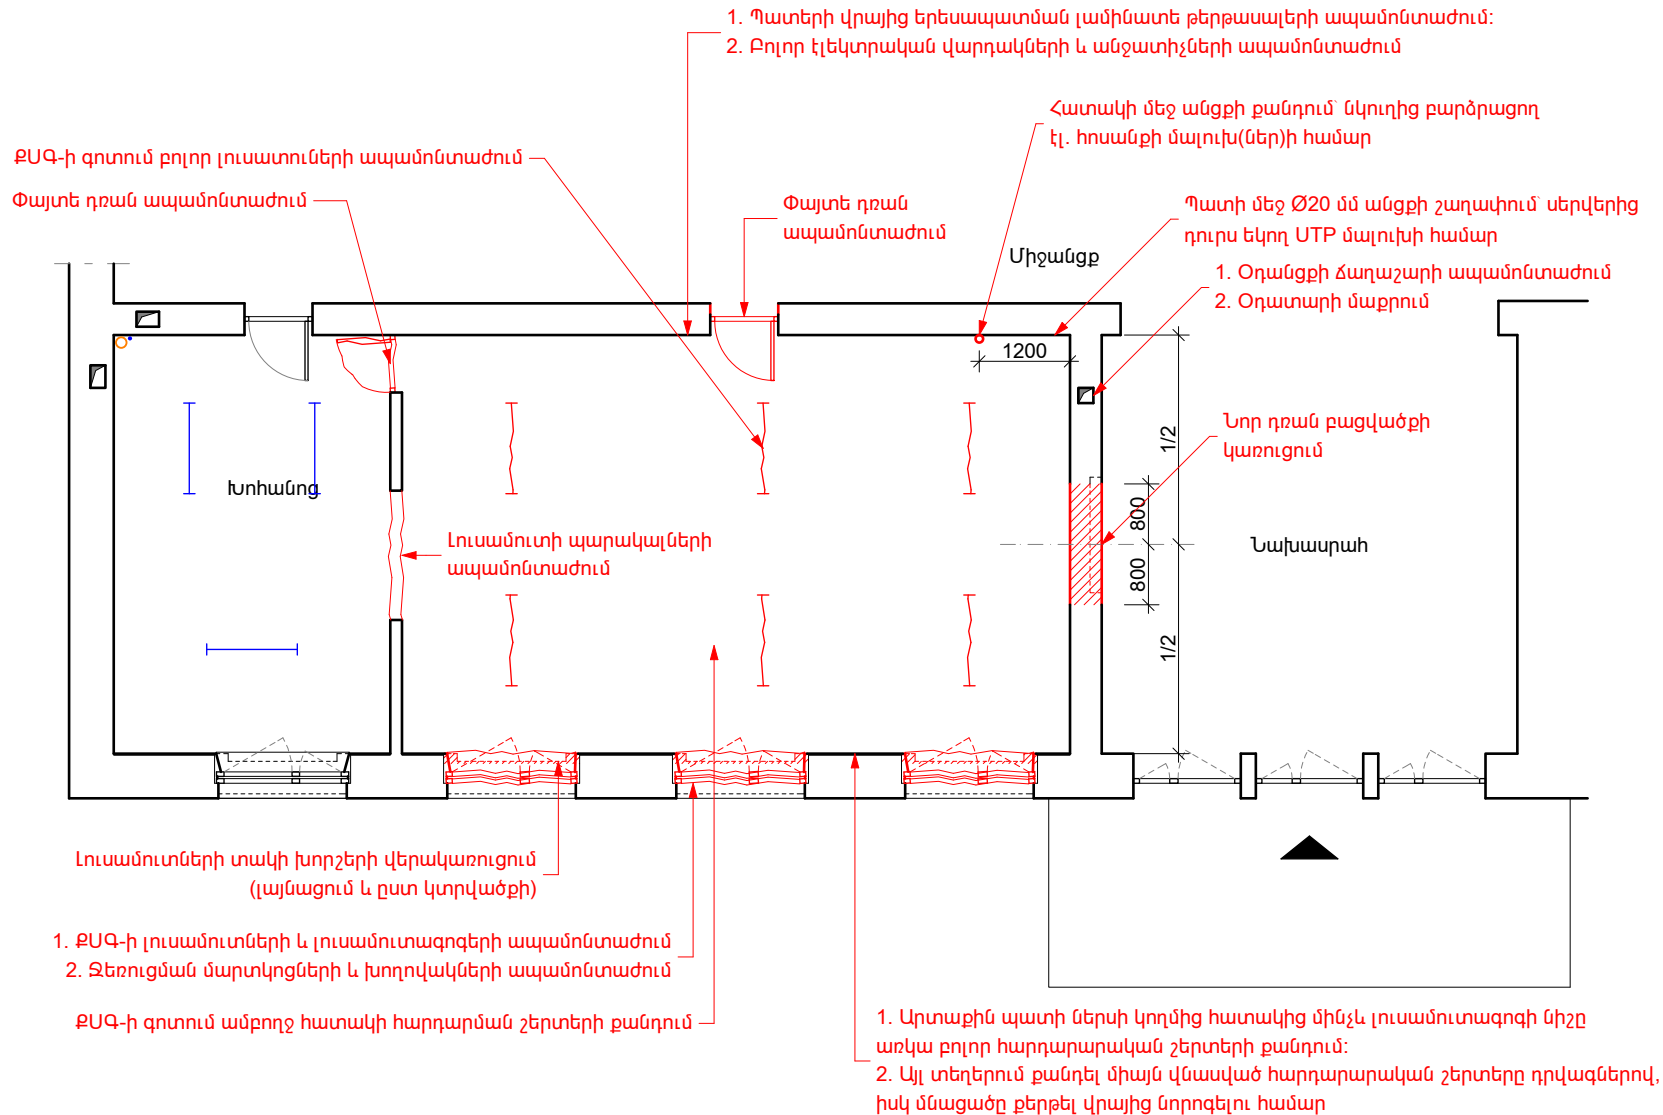 1. Պատերի վրայից երեսապատման լամինատե թերթասալերի ապամոնտաժում:
2. Բոլոր էլեկտրական վարդակների և անջատիչների ապամոնտաժում
Հատակի մեջ անցքի քանդում՝ նկուղից բարձրացող
էլ. հոսանքի մալուխ(ներ)ի համար
ՔՍԳ-ի գոտում բոլոր լուսատուների ապամոնտաժում
Փայտե դռան ապամոնտաժում
Փայտե դռան
ապամոնտաժում
Պատի մեջ Ø20 մմ անցքի շաղափում՝ սերվերից
դուրս եկող UTP մալուխի համար
Միջանցք
1. Օդանցքի ճաղաշարի ապամոնտաժում
2. Օդատարի մաքրում
1200
Նոր դռան բացվածքի
կառուցում
1/2
Խոհանոց
800
Լուսամուտի պարակալների
ապամոնտաժում
Նախասրահ
800
1/2
Լուսամուտների տակի խորշերի վերակառուցում
(լայնացում և ըստ կտրվածքի)
1. ՔՍԳ-ի լուսամուտների և լուսամուտագոգերի ապամոնտաժում
2. Ջեռուցման մարտկոցների և խողովակների ապամոնտաժում
ՔՍԳ-ի գոտում ամբողջ հատակի հարդարման շերտերի քանդում
1. Արտաքին պատի ներսի կողմից հատակից մինչև լուսամուտագոգի նիշը
առկա բոլոր հարդարարական շերտերի քանդում:
2. Այլ տեղերում քանդել միայն վնասված հարդարարական շերտերը դրվագներով,
իսկ մնացածը քերթել վրայից նորոգելու համար